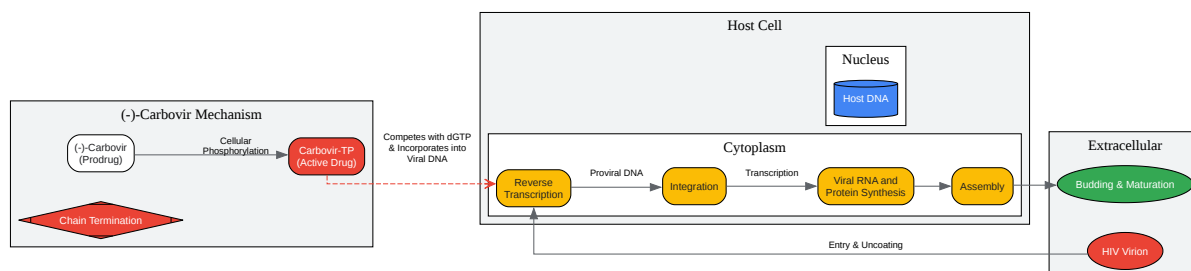 (-)-Carbovir Mechanism
(-)-Carbovir
(Prodrug)
Cellular
Phosphorylation
Carbovir-TP
(Active Drug)
Chain Termination
Competes with dGTP
& Incorporates into
Viral DNA
Host Cell
Nucleus
Host DNA
Cytoplasm
Reverse
Transcription
Proviral DNA
Integration
Transcription
Viral RNA and
Protein Synthesis
Assembly
Entry & Uncoating
Extracellular
Budding & Maturation
HIV Virion